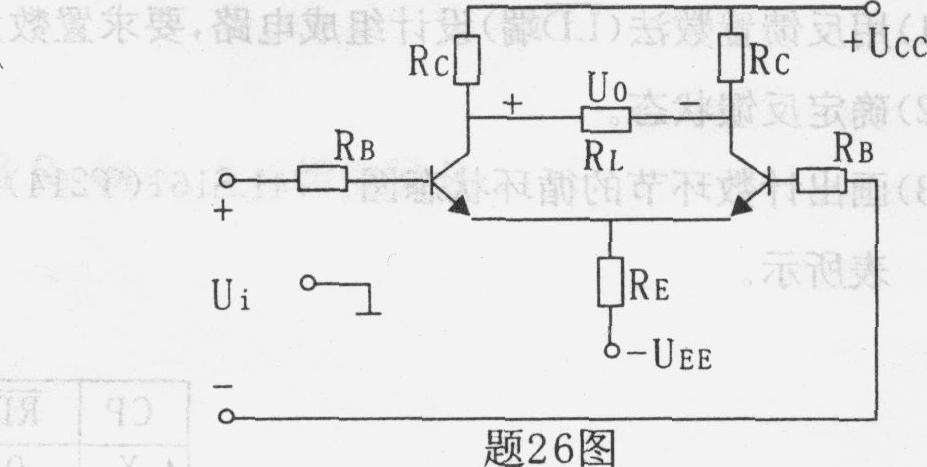 RC
RC
+UCC
+ U0 -
RL
RB
RB
+
Ui
RE
-UEE
-
题26图